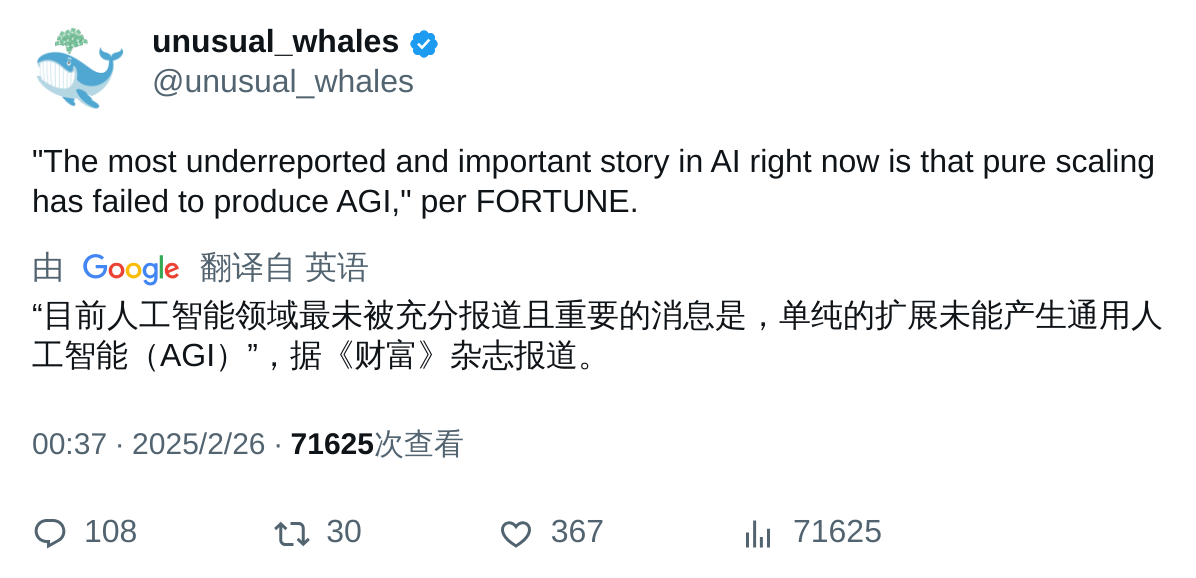 unusual_whales
@unusual_whales
"The most underreported and important story in AI right now is that pure scaling
has failed to produce AGI," per FORTUNE.
由 Google 翻译自 英语
“目前人工智能领域最未被充分报道且重要的消息是，单纯的扩展未能产生通用人
工智能（AGI）”，据《财富》杂志报道。
00:37 · 2025/2/26 · 71625次查看
108 30 367 71625